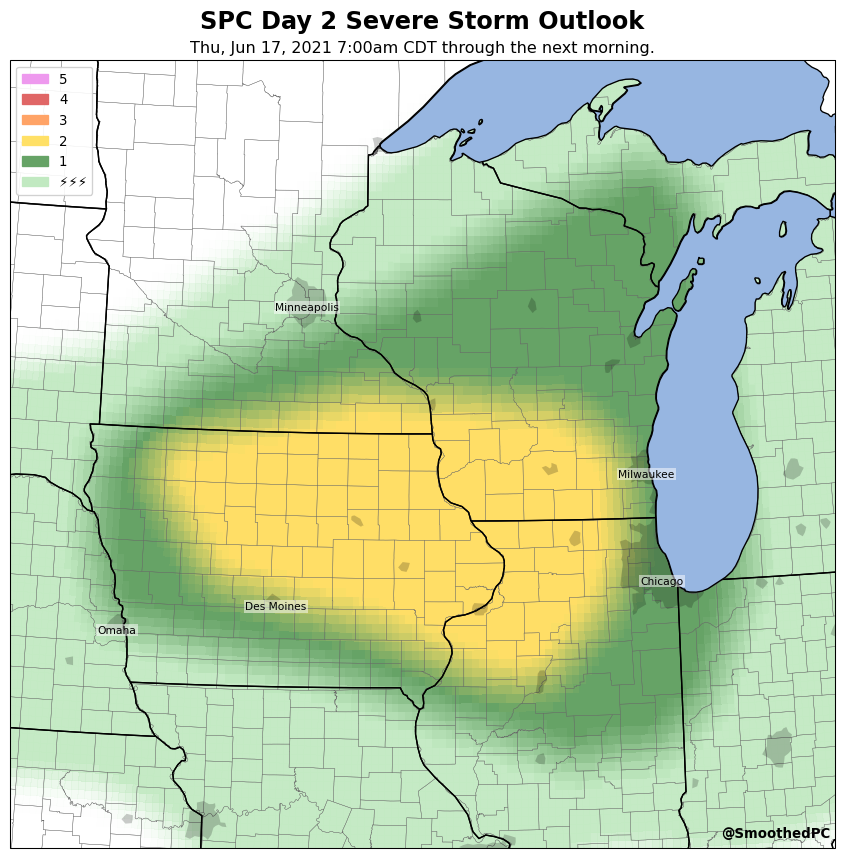 SPC Day 2 Severe Storm Outlook
Thu, Jun 17, 2021 7:00am CDT through the next morning.
5
4
3
2
1
⚡⚡⚡
Minneapolis
Milwaukee
Chicago
Des Moines
Omaha
@SmoothedPC